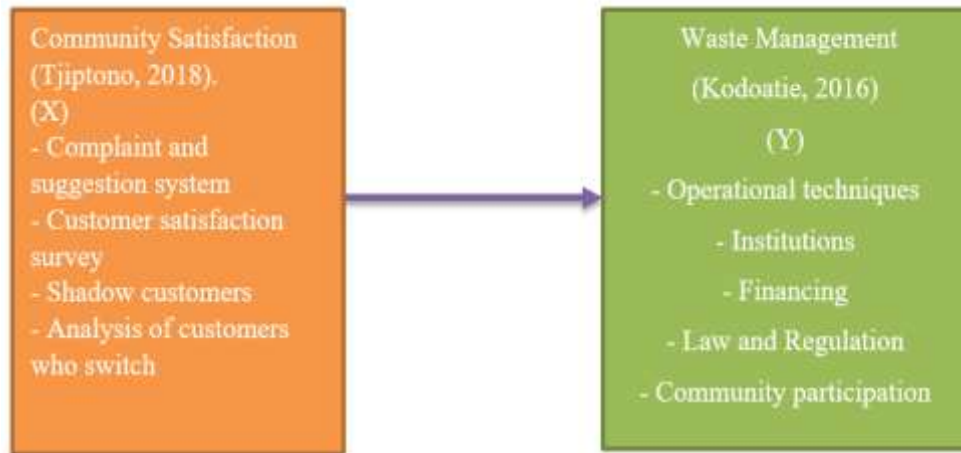 Community Satisfaction
(Tjiptono, 2018).
(X)
- Complaint and
suggestion system
- Customer satisfaction
survey
- Shadow customers
- Analysis of customers
who switch
Waste Management
(Kodoatie, 2016)
(Y)
- Operational techniques
- Institutions
- Financing
- Law and Regulation
- Community participation